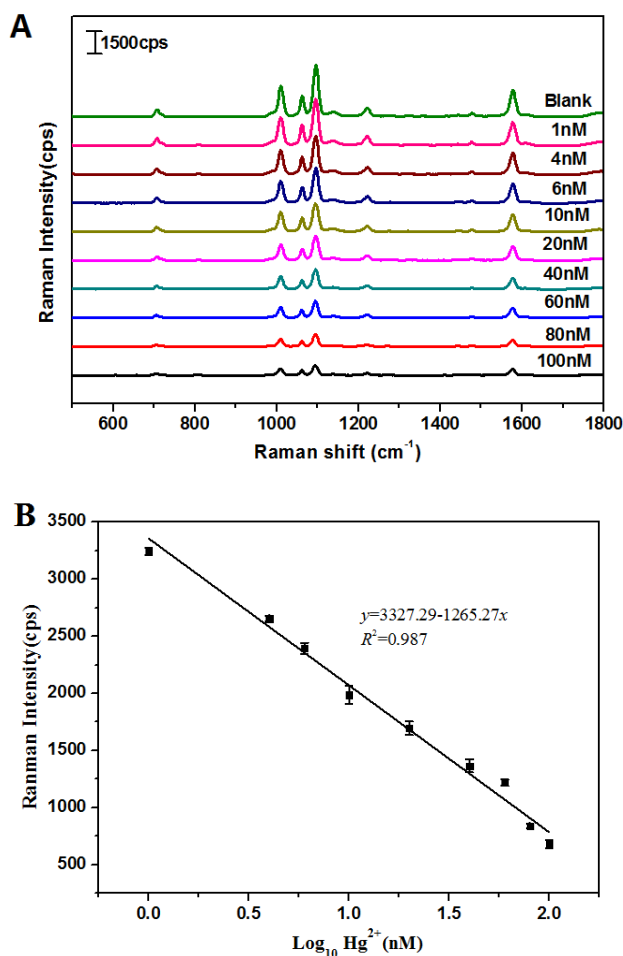 A
1500cps
Blank
1nM
4nM
6nM
10nM
20nM
40nM
60nM
80nM
100nM
Raman Intensity(cps)
600 800 1000 1200 1400 1600 1800
Raman shift (cm⁻¹)
B
3500
3000
2500
2000
1500
1000
500
y=3327.29-1265.27x
R²=0.987
Ranman Intensity(cps)
0.0 0.5 1.0 1.5 2.0
Log₁₀ Hg²⁺(nM)